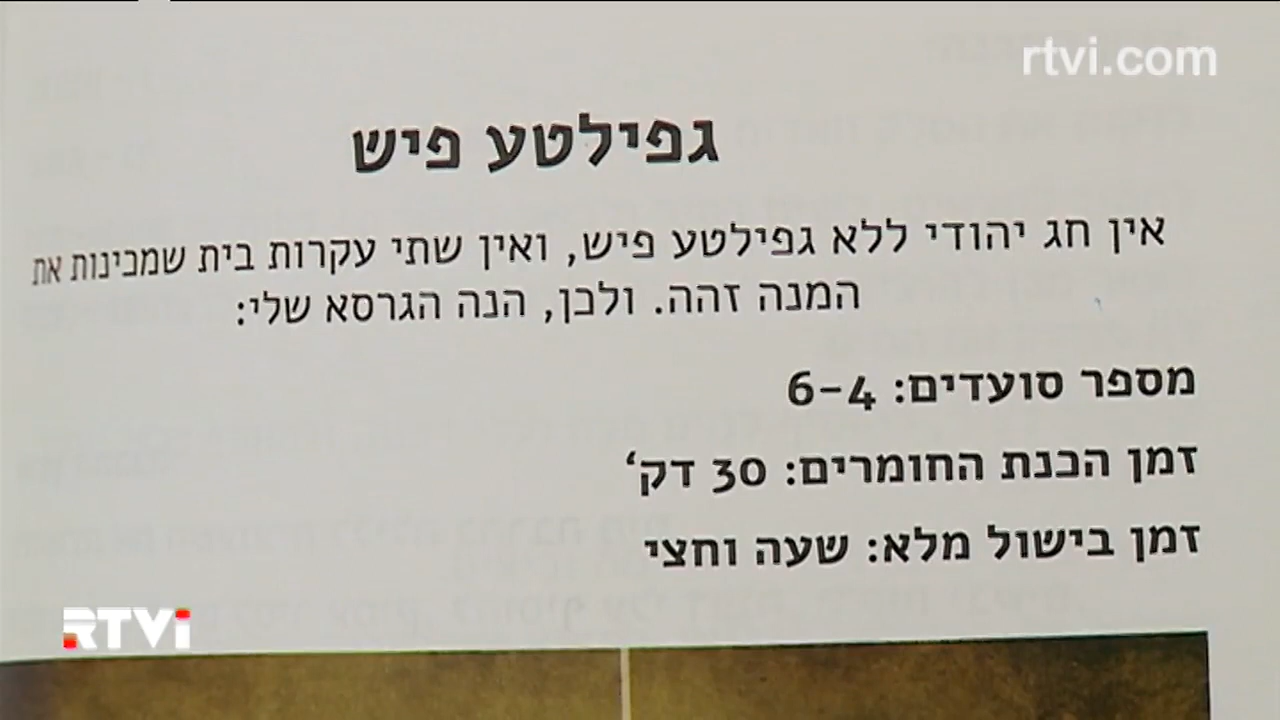 rtvi.com
גפילטע פיש
אין חג יהודי ללא גפילטע פיש, ואין שתי עקרות בית שמכינות את
המנה זהה. ולכן, הנה הגרסא שלי:
מספר סועדים: 6-4
זמן הכנת החומרים: 30 דק‘
זמן בישול מלא: שעה וחצי
RTVi